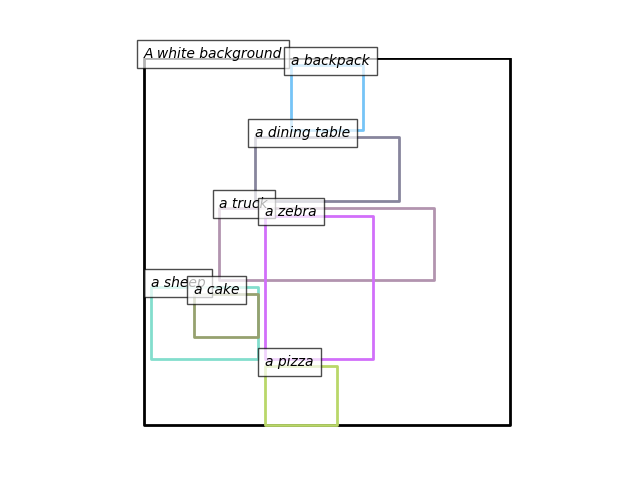 A white background
a backpack
a dining table
a truck
a zebra
a sheep
a cake
a pizza